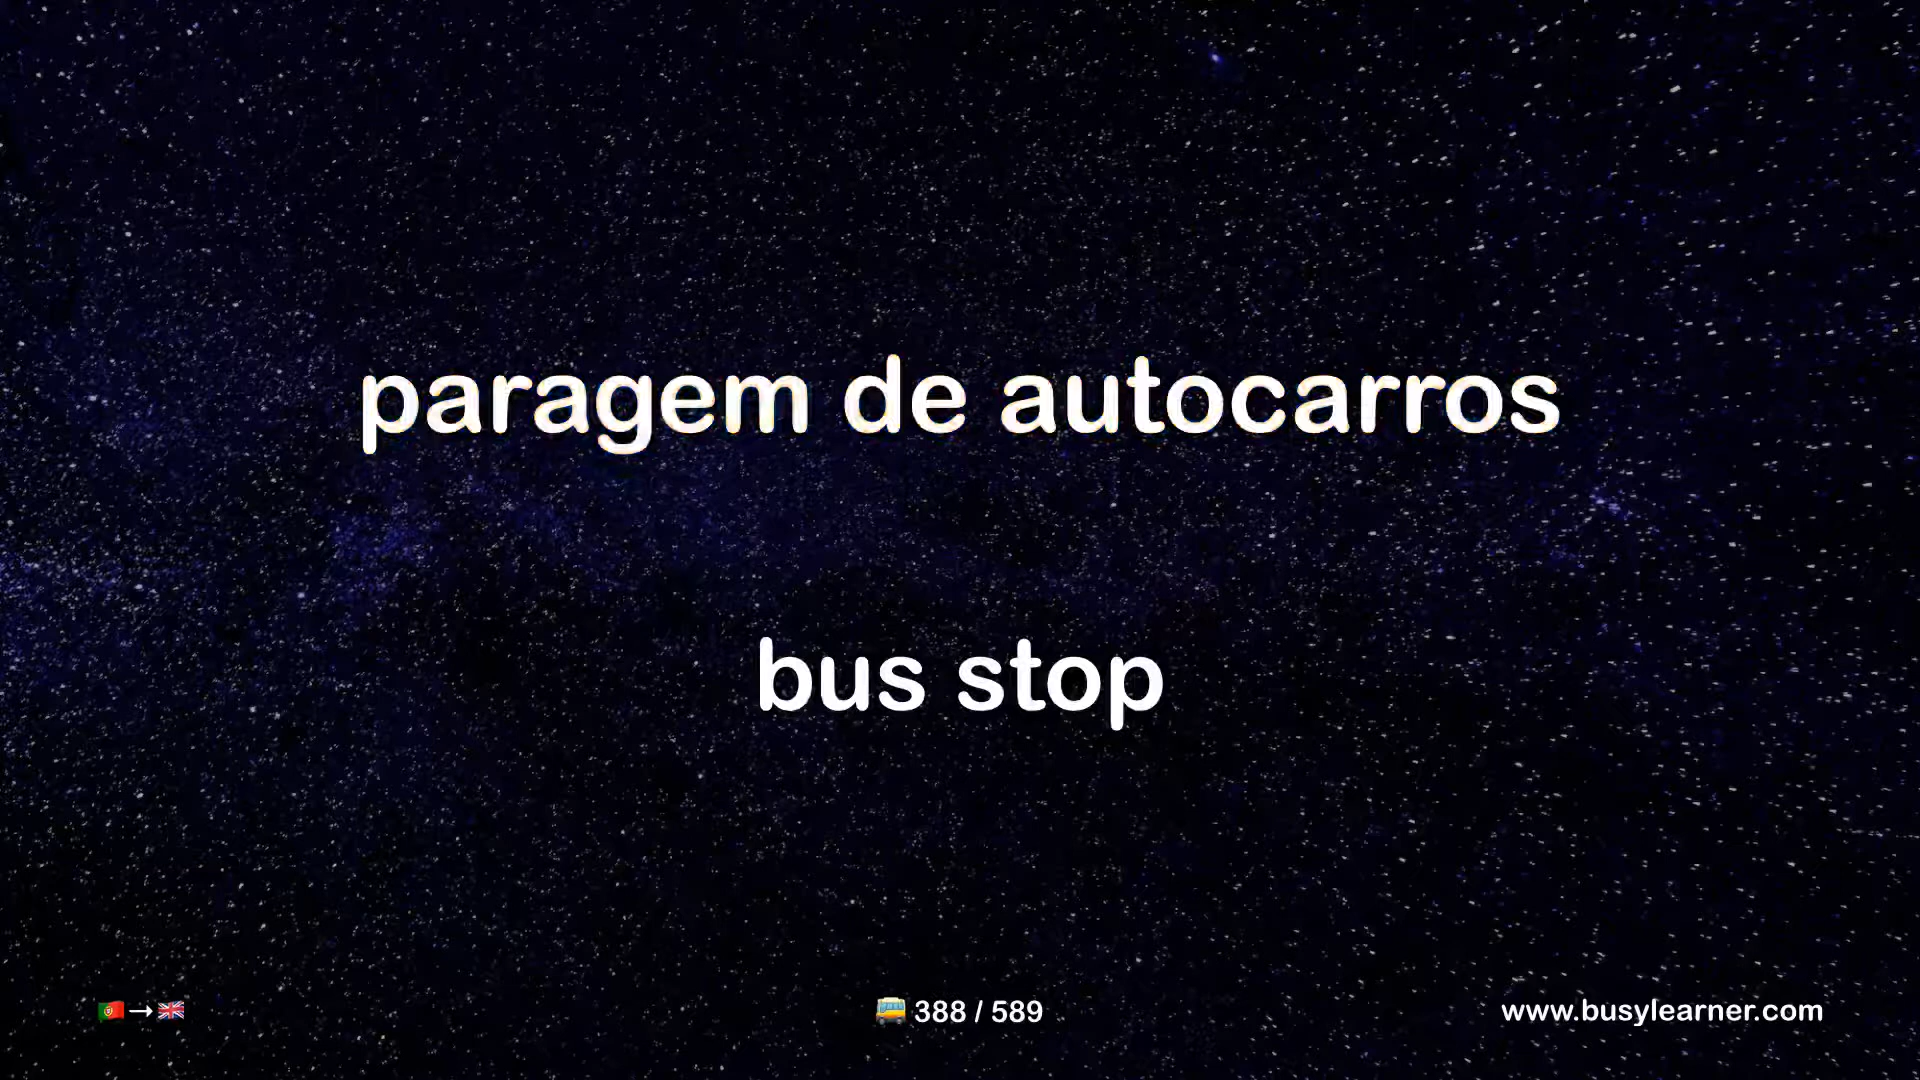 paragem de autocarros
bus stop
→
388 / 589
www.busylearner.com